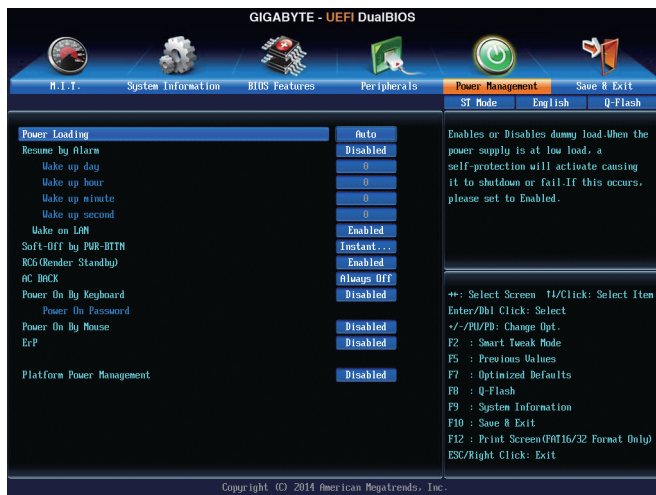 GIGABYTE - UEFI DualBIOS
M.I.T.
System Information
BIOS Features
Peripherals
Power Management
Save & Exit
ST Mode
English
Q-Flash
Power Loading Auto
Resume by Alarm Disabled
Wake up day 0
Wake up hour 0
Wake up minute 0
Wake up second 0
Wake on LAN Enabled
Soft-Off by PWR-BTTN Instant...
RC6(Render Standby) Enabled
AC BACK Always Off
Power On By Keyboard Disabled
Power On Password
Power On By Mouse Disabled
ErP Disabled
Platform Power Management Disabled
Enables or Disables dummy load.When the
power supply is at low load, a
self-protection will activate causing
it to shutdown or fail.If this occurs,
please set to Enabled.
→←: Select Screen ↑↓/Click: Select Item
Enter/Dbl Click: Select
+/-/PU/PD: Change Opt.
F2 : Smart Tweak Mode
F5 : Previous Values
F7 : Optimized Defaults
F8 : Q-Flash
F9 : System Information
F10 : Save & Exit
F12 : Print Screen(FAT16/32 Format Only)
ESC/Right Click: Exit
Copyright (C) 2014 American Megatrends, Inc.